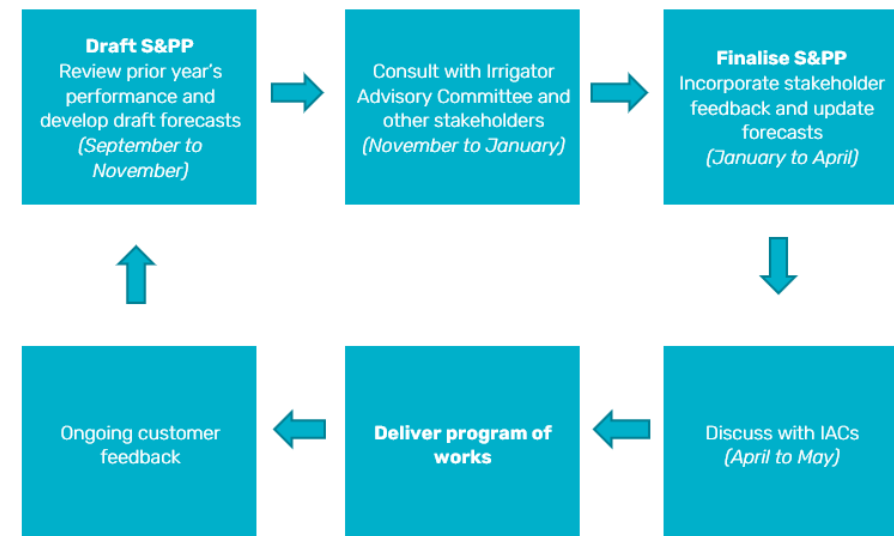 Draft S&PP
Review prior year's
performance and
develop draft forecasts
(September to
November)
Consult with Irrigator
Advisory Committee and
other stakeholders
(November to January)
Finalise S&PP
Incorporate stakeholder
feedback and update
forecasts
(January to April)
Discuss with IACs
(April to May)
Deliver program of
works
Ongoing customer
feedback